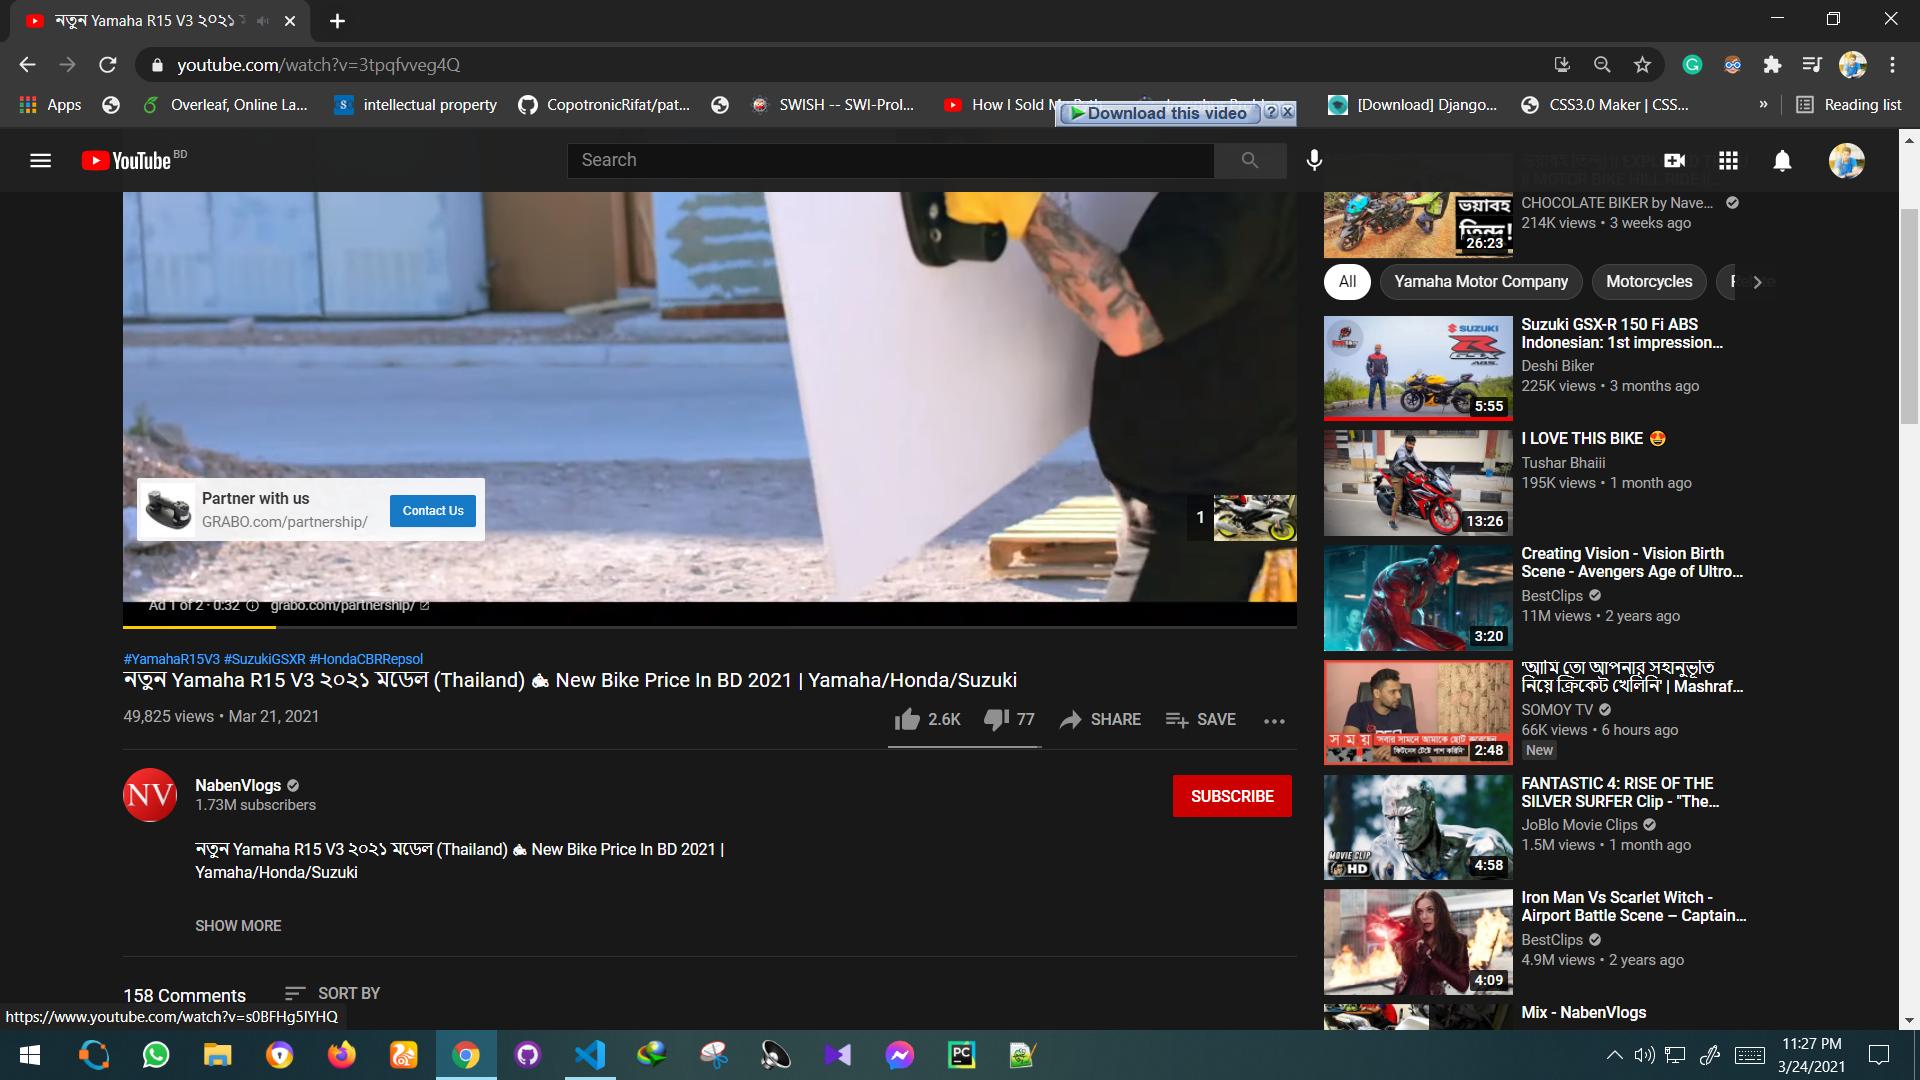 নতুন Yamaha R15 V3 ২০২১
youtube.com/watch?v=3tpqfvveg4Q
Apps
Overleaf, Online La...
intellectual property
CopotronicRifat/pat...
SWISH -- SWI-Prol...
How I Sold
[Download] Django...
CSS3.0 Maker | CSS...
»
Reading list
Download this video
YouTube BD
Search
CHOCOLATE BIKER by Nave...
214K views • 3 weeks ago
ভয়াবহ
তিন্দু!
26:23
All
Yamaha Motor Company
Motorcycles
SUZUKI
GSX
ABS
5:55
Suzuki GSX-R 150 Fi ABS
Indonesian: 1st impression...
Deshi Biker
225K views • 3 months ago
13:26
I LOVE THIS BIKE 😍
Tushar Bhaiii
195K views • 1 month ago
3:20
Creating Vision - Vision Birth
Scene - Avengers Age of Ultro...
BestClips
11M views • 2 years ago
সময়
2:48
'আমি তো আপনার সহানুভূতি
নিয়ে ক্রিকেট খেলিনি' | Mashraf...
SOMOY TV
66K views • 6 hours ago
New
MOVIE CLIP
HD
4:58
FANTASTIC 4: RISE OF THE
SILVER SURFER Clip - "The...
JoBlo Movie Clips
1.5M views • 1 month ago
4:09
Iron Man Vs Scarlet Witch -
Airport Battle Scene – Captain...
BestClips
4.9M views • 2 years ago
Mix - NabenVlogs
Partner with us
GRABO.com/partnership/
Contact Us
1
Ad 1 of 2 · 0:32 grabo.com/partnership/
#YamahaR15V3 #SuzukiGSXR #HondaCBRRepsol
নতুন Yamaha R15 V3 ২০২১ মডেল (Thailand) 🏍 New Bike Price In BD 2021 | Yamaha/Honda/Suzuki
49,825 views • Mar 21, 2021
2.6K
77
SHARE
SAVE
NV
NabenVlogs
1.73M subscribers
SUBSCRIBE
নতুন Yamaha R15 V3 ২০২১ মডেল (Thailand) 🏍 New Bike Price In BD 2021 |
Yamaha/Honda/Suzuki
SHOW MORE
158 Comments
SORT BY
https://www.youtube.com/watch?v=s0BFHg5IYHQ
PC
11:27 PM
3/24/2021